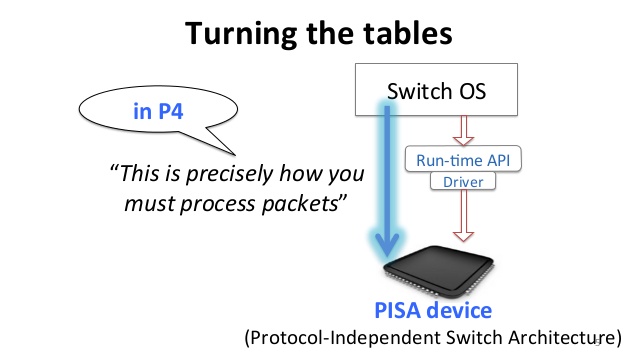 Turning the tables
Switch OS
in P4
Run-time API
“This is precisely how you
Driver
must process packets”
PISA device
(Protocol-Independent Switch Architecture)